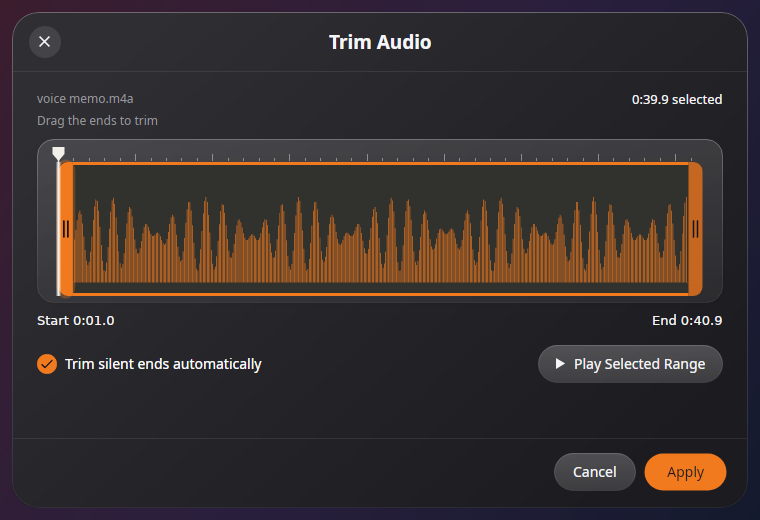 Trim Audio
voice memo.m4a
0:39.9 selected
Drag the ends to trim
Start 0:01.0
End 0:40.9
Trim silent ends automatically
Play Selected Range
Cancel
Apply